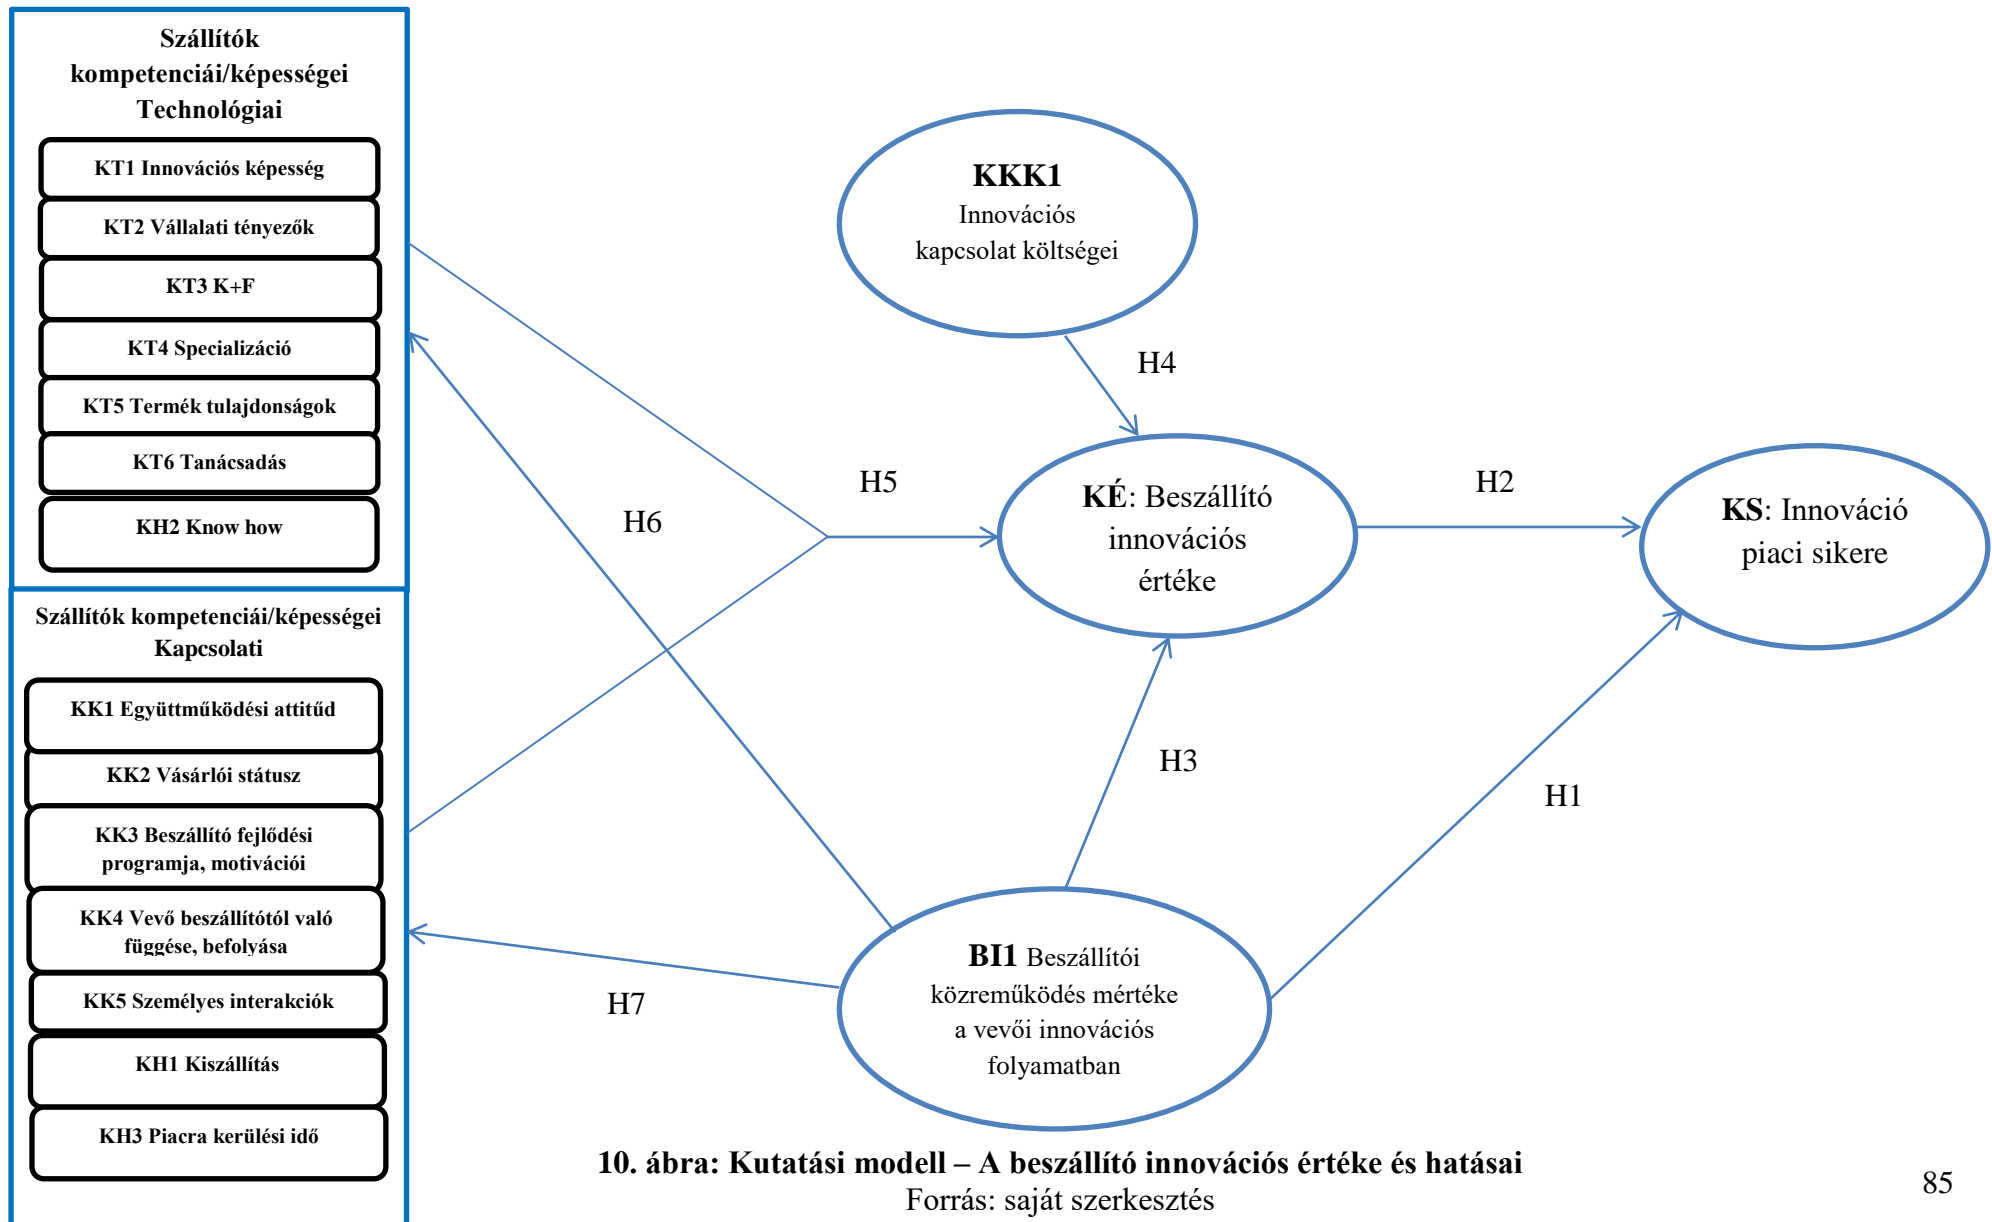 Szállítók
kompetenciái/képességei
Technológiai
KT1 Innovációs képesség
KT2 Vállalati tényezők
KT3 K+F
KT4 Specializáció
KT5 Termék tulajdonságok
KT6 Tanácsadás
KH2 Know how
Szállítók kompetenciái/képességei
Kapcsolati
KK1 Együttműködési attitűd
KK2 Vásárlói státusz
KK3 Beszállító fejlődési
programja, motivációi
KK4 Vevő beszállítótól való
függése, befolyása
KK5 Személyes interakciók
KH1 Kiszállítás
KH3 Piacra kerülési idő
KKK1
Innovációs
kapcsolat költségei
H4
H5
H6
KÉ: Beszállító
innovációs
értéke
H2
KS: Innováció
piaci sikere
H3
H1
H7
BI1 Beszállítói
közreműködés mértéke
a vevői innovációs
folyamatban
10. ábra: Kutatási modell – A beszállító innovációs értéke és hatásai
Forrás: saját szerkesztés
85